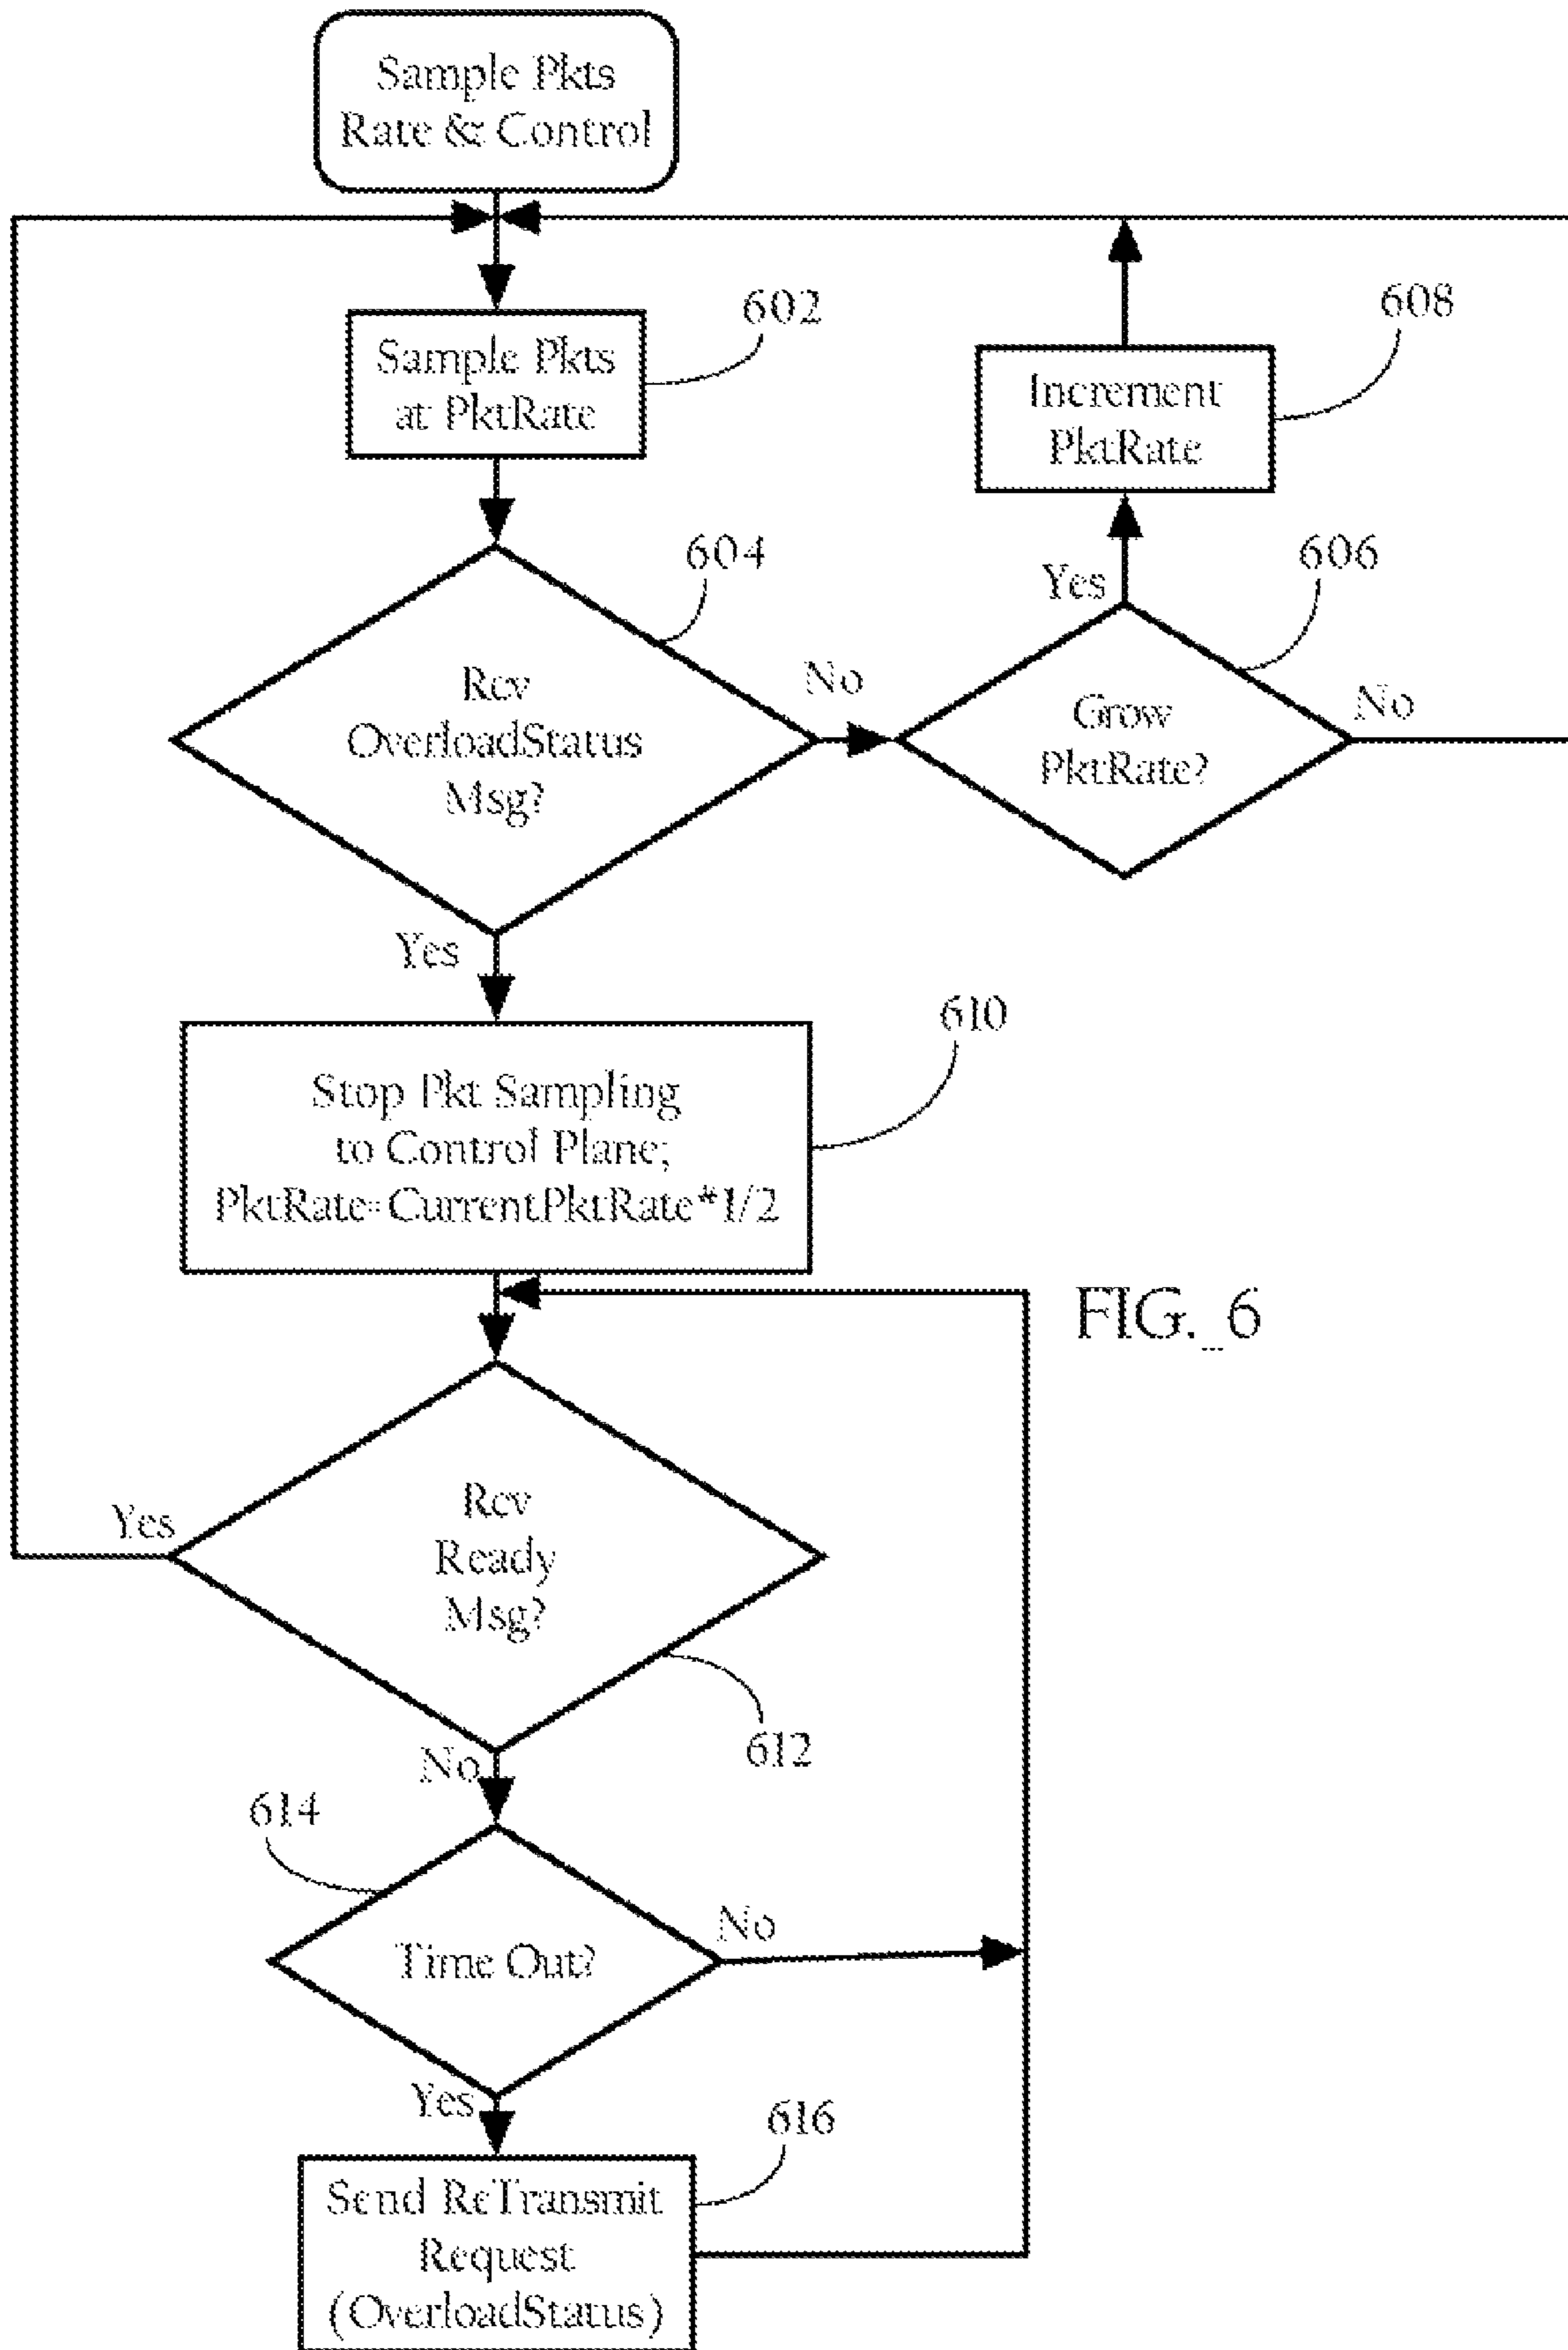 Sample Pkts
Rate & Control
602
Sample Pkts
at PktRate
608
Increment
PktRate
604
Rcv
OverloadStatus
Msg?
No
Yes
606
Grow
PktRate?
No
Yes
610
Stop Pkt Sampling
to Control Plane;
PktRate=CurrentPktRate*1/2
FIG._6
Yes
Rcv
Ready
Msg?
612
No
614
Time Out?
No
Yes
616
Send ReTransmit
Request
(OverloadStatus)